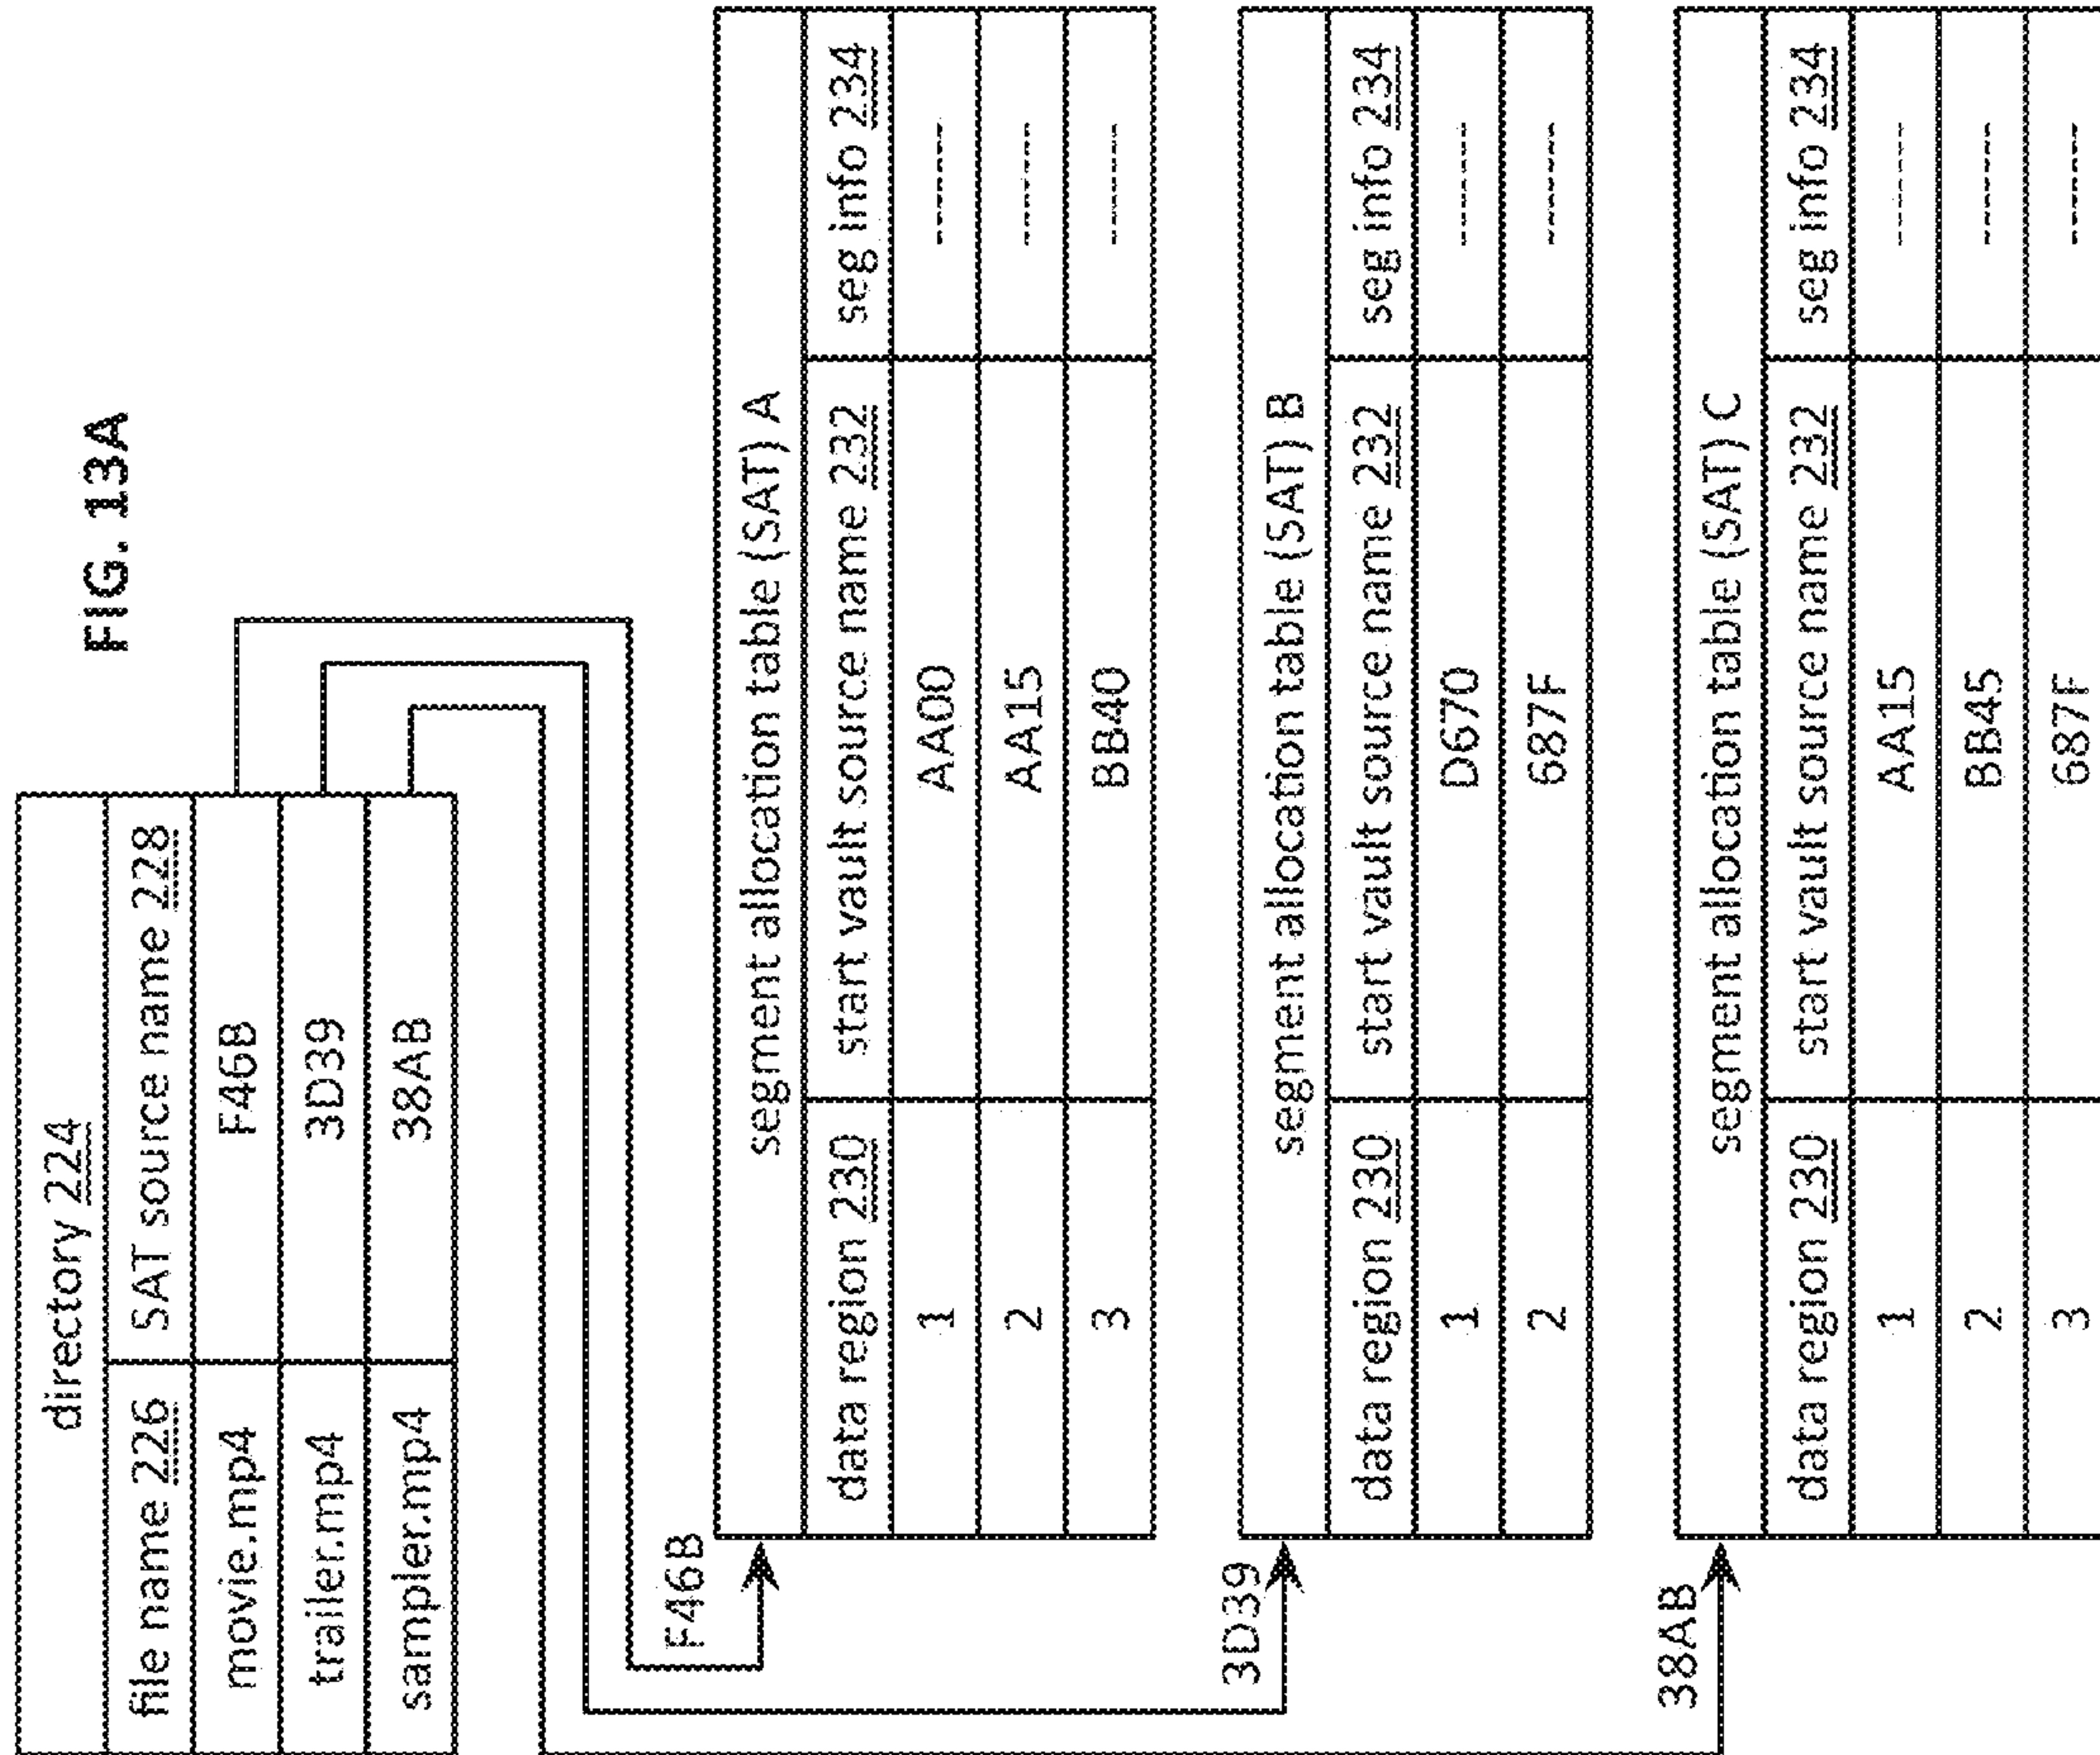 FIG. 13A
directory 224
file name 226 SAT source name 228
movie.mp4 F46B
trailer.mp4 3D39
sampler.mp4 38AB
F46B
segment allocation table (SAT) A
data region 230 start vault source name 232 seg info 234
1 AA00 -------
2 AA15 -------
3 BB40 -------
3D39
segment allocation table (SAT) B
data region 230 start vault source name 232 seg info 234
1 D670 -------
2 687F -------
38AB
segment allocation table (SAT) C
data region 230 start vault source name 232 seg info 234
1 AA15 -------
2 BB45 -------
3 687F -------